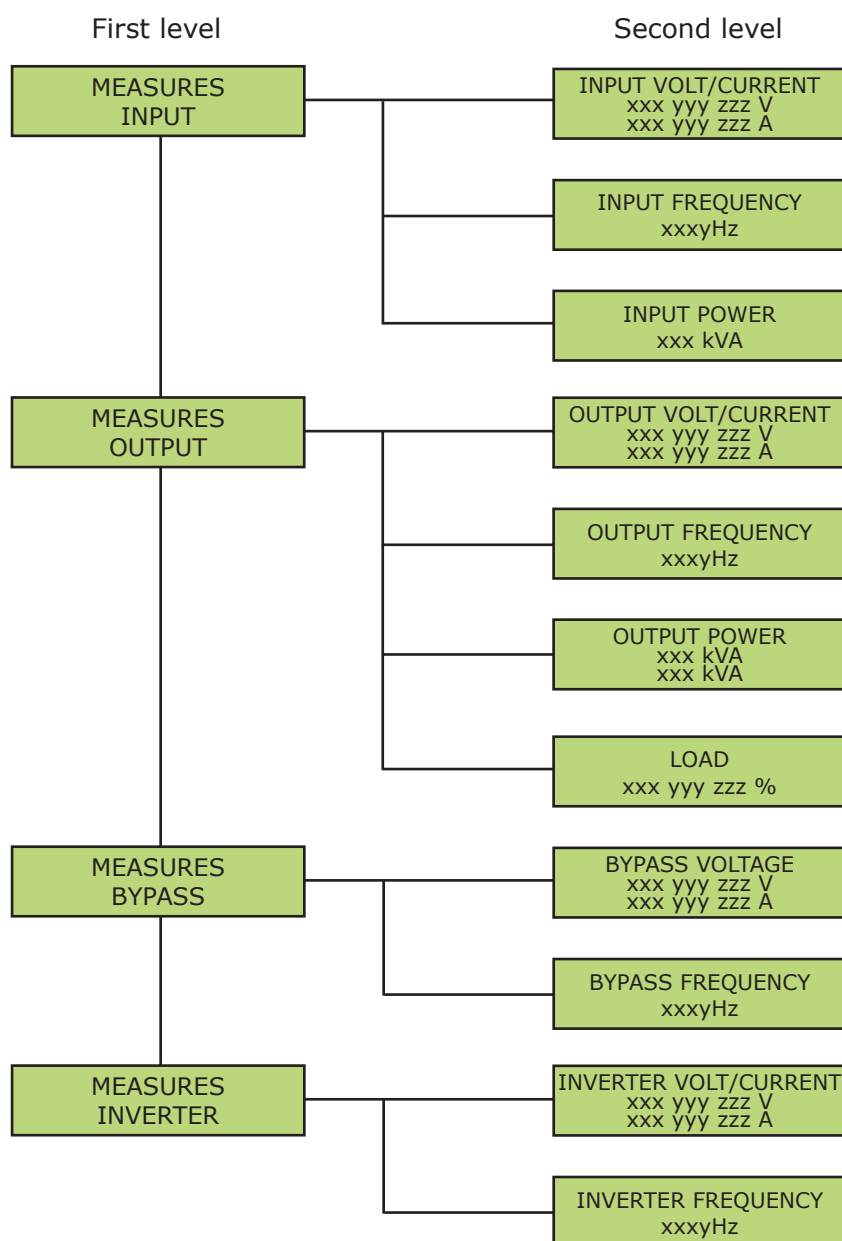 First level
Second level
MEASURES
INPUT
INPUT VOLT/CURRENT
xxx yyy zzz V
xxx yyy zzz A
INPUT FREQUENCY
xxxyHz
INPUT POWER
xxx kVA
MEASURES
OUTPUT
OUTPUT VOLT/CURRENT
xxx yyy zzz V
xxx yyy zzz A
OUTPUT FREQUENCY
xxxyHz
OUTPUT POWER
xxx kVA
xxx kVA
LOAD
xxx yyy zzz %
MEASURES
BYPASS
BYPASS VOLTAGE
xxx yyy zzz V
xxx yyy zzz A
BYPASS FREQUENCY
xxxyHz
MEASURES
INVERTER
INVERTER VOLT/CURRENT
xxx yyy zzz V
xxx yyy zzz A
INVERTER FREQUENCY
xxxyHz